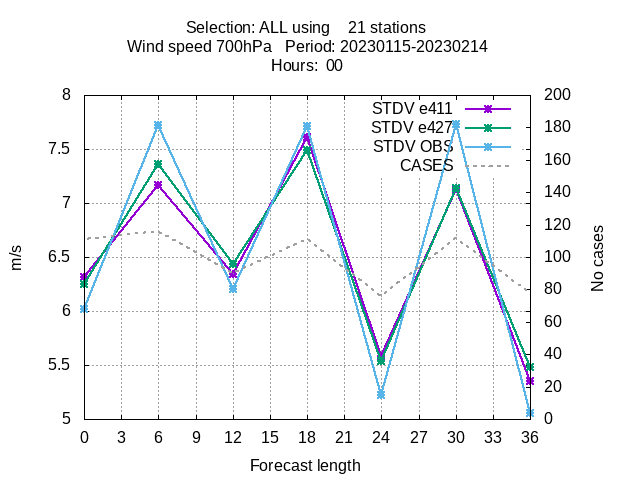 Selection: ALL using    21 stations
Wind speed 700hPa   Period: 20230115-20230214
Hours:  00
STDV e411
STDV e427
STDV OBS
CASES
8
7.5
7
6.5
6
5.5
5
200
180
160
140
120
100
80
60
40
20
0
m/s
No cases
0 3 6 9 12 15 18 21 24 27 30 33 36
Forecast length